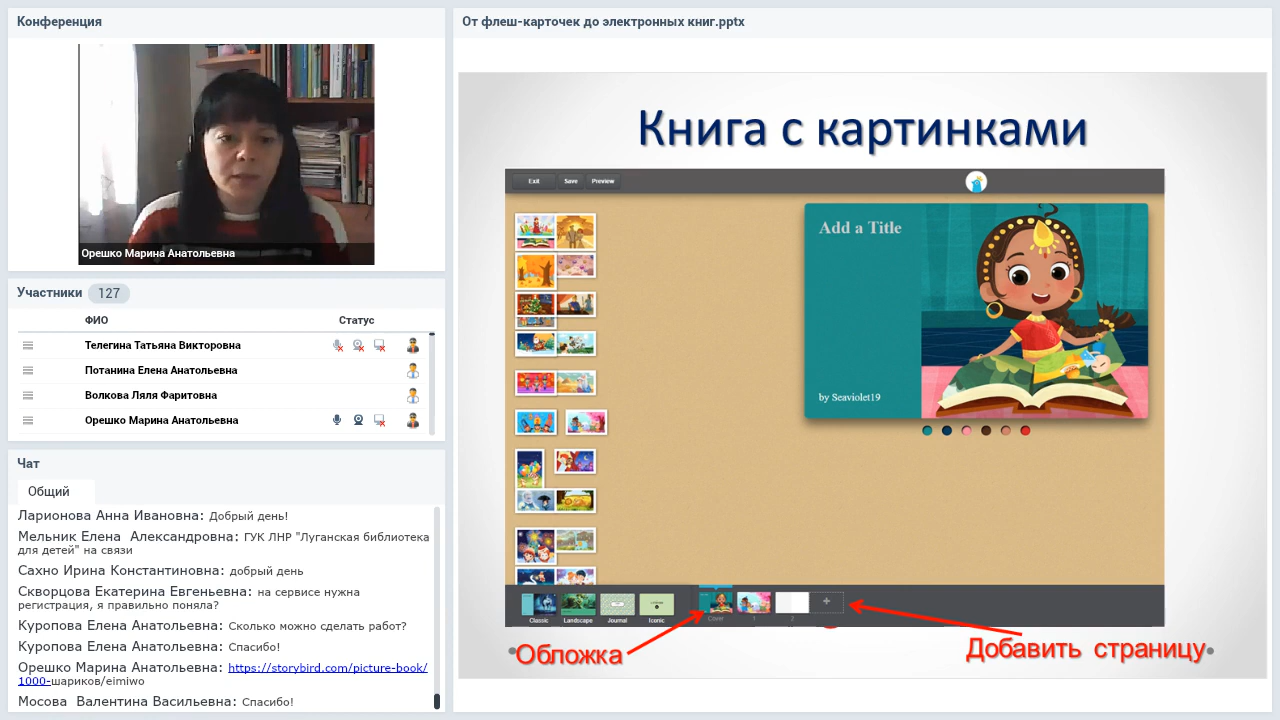 Конференция
Орешко Марина Анатольевна
Участники 127
ФИО Статус
Телегина Татьяна Викторовна
Потанина Елена Анатольевна
Волкова Ляля Фаритовна
Орешко Марина Анатольевна
Чат
Общий
Ларионова Анна Ивановна: Добрый день!
Мельник Елена Александровна: ГУК ЛНР "Луганская библиотека
для детей" на связи
Сахно Ирина Константиновна: добрый день
Скворцова Екатерина Евгеньевна: на сервисе нужна
регистрация, я правильно поняла?
Куропова Елена Анатольевна: Сколько можно сделать работ?
Куропова Елена Анатольевна: Спасибо!
Орешко Марина Анатольевна: https://storybird.com/picture-book/
1000-шариков/eimiwo
Мосова Валентина Васильевна: Спасибо!
От флеш-карточек до электронных книг.pptx
Книга с картинками
Exit Save Preview
Add a Title
by Seaviolet19
Classic Landscape Journal Iconic
Cover 1 2
Обложка
Добавить страницу